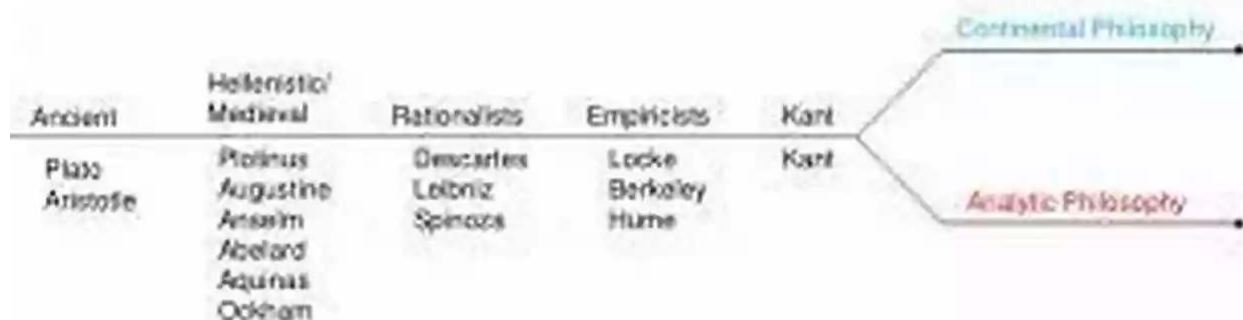 Continental Philosophy
Hellenistic/
Ancient Medieval Rationalists Empiricists Kant
Plato Plotinus Descartes Locke Kant
Aristotle Augustine Leibniz Berkeley
Anselm Spinoza Hume
Analytic Philosophy
Abelard
Aquinas
Ockham